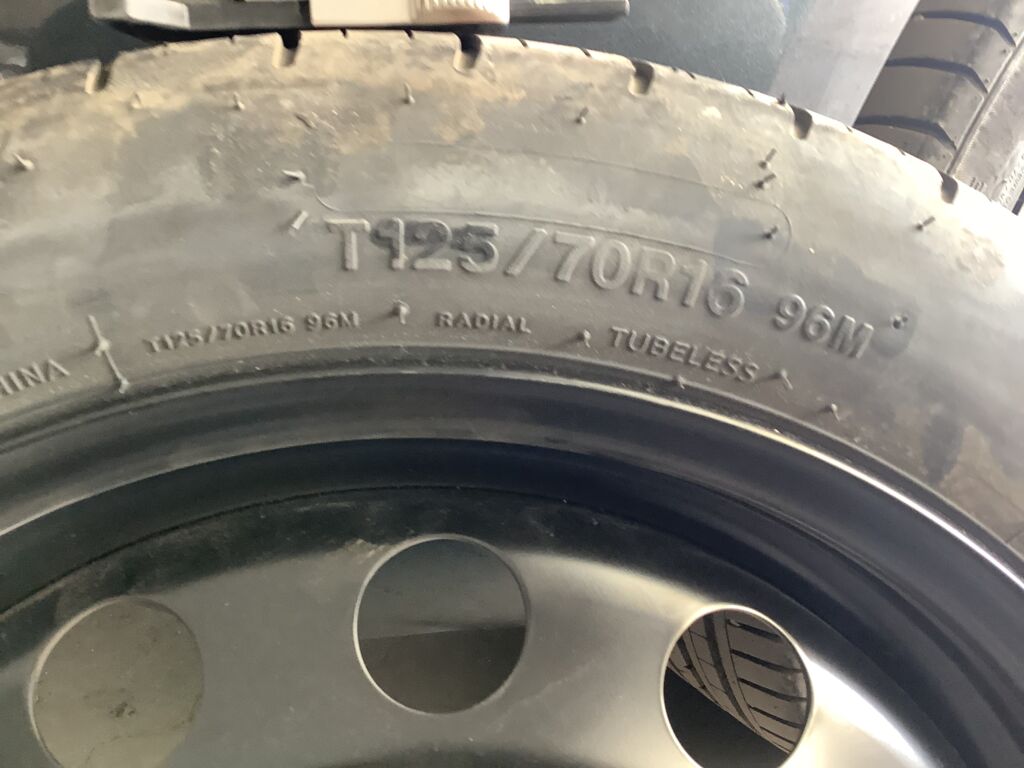 T125/70R16 96M
T125/70R16 96M RADIAL TUBELESS